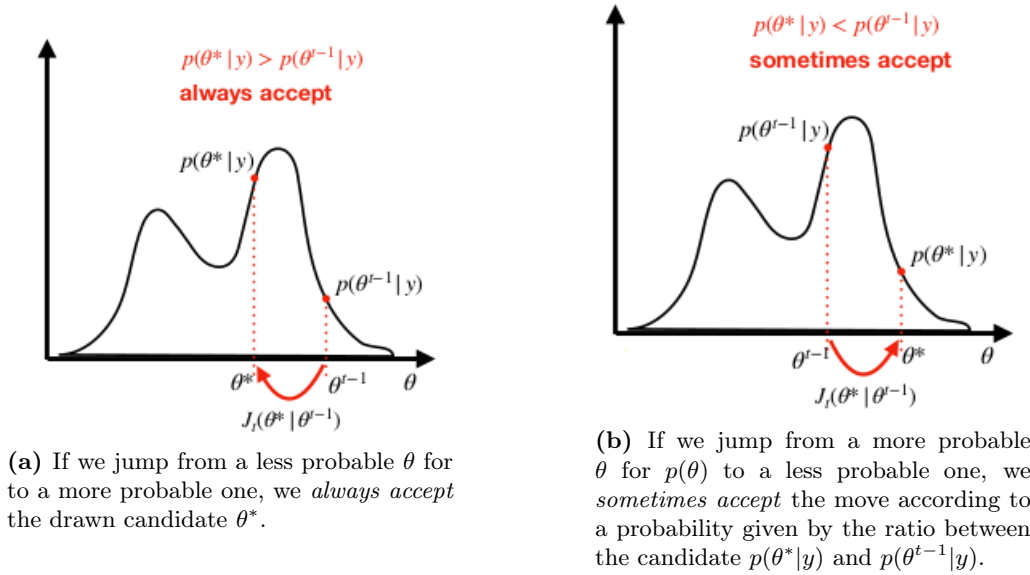 p(θ* | y) > p(θ^{t−1} | y)
always accept
p(θ* | y)
p(θ^{t−1} | y)
θ*
θ^{t−1}
θ
J_t(θ* | θ^{t−1})
(a) If we jump from a less probable θ for
to a more probable one, we always accept
the drawn candidate θ*.
p(θ* | y) < p(θ^{t−1} | y)
sometimes accept
p(θ^{t−1} | y)
p(θ* | y)
θ^{t−1}
θ*
θ
J_t(θ* | θ^{t−1})
(b) If we jump from a more probable
θ for p(θ) to a less probable one, we
sometimes accept the move according to
a probability given by the ratio between
the candidate p(θ*|y) and p(θ^{t−1}|y).